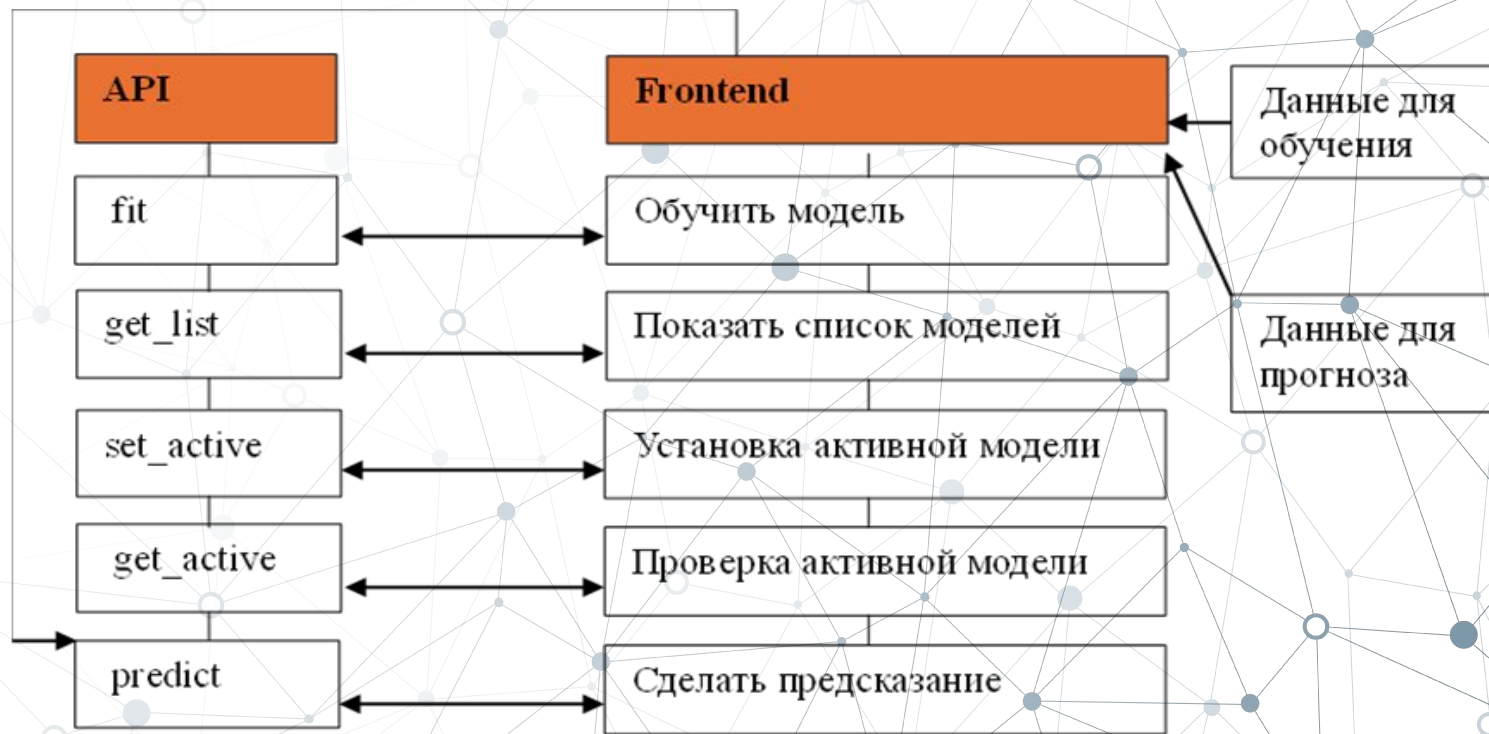 API
Frontend
Данные для
обучения
fit
Обучить модель
get_list
Показать список моделей
Данные для
прогноза
set_active
Установка активной модели
get_active
Проверка активной модели
predict
Сделать предсказание